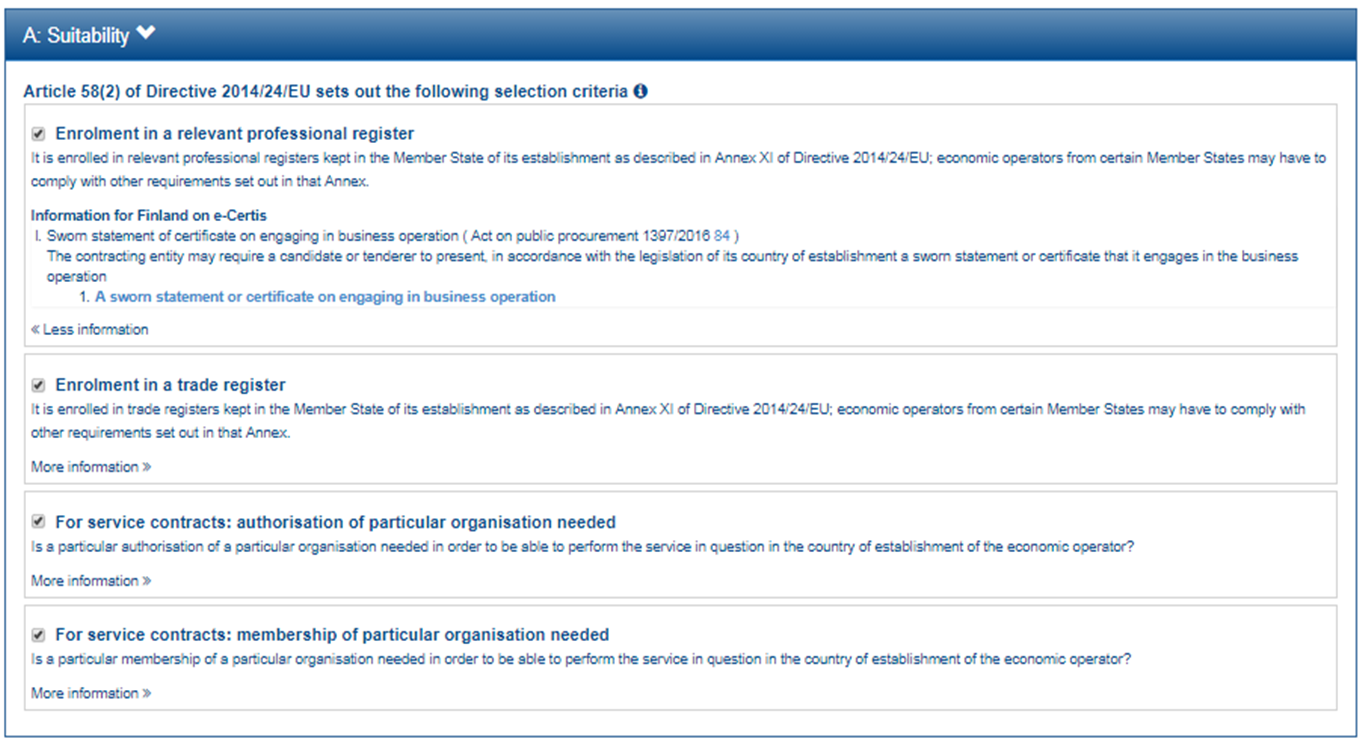 A: Suitability
Article 58(2) of Directive 2014/24/EU sets out the following selection criteria
Enrolment in a relevant professional register
It is enrolled in relevant professional registers kept in the Member State of its establishment as described in Annex XI of Directive 2014/24/EU; economic operators from certain Member States may have to
comply with other requirements set out in that Annex.
Information for Finland on e-Certis
I. Sworn statement of certificate on engaging in business operation ( Act on public procurement 1397/2016 84 )
The contracting entity may require a candidate or tenderer to present, in accordance with the legislation of its country of establishment a sworn statement or certificate that it engages in the business
operation
1. A sworn statement or certificate on engaging in business operation
« Less information
Enrolment in a trade register
It is enrolled in trade registers kept in the Member State of its establishment as described in Annex XI of Directive 2014/24/EU; economic operators from certain Member States may have to comply with
other requirements set out in that Annex.
More information »
For service contracts: authorisation of particular organisation needed
Is a particular authorisation of a particular organisation needed in order to be able to perform the service in question in the country of establishment of the economic operator?
More information »
For service contracts: membership of particular organisation needed
Is a particular membership of a particular organisation needed in order to be able to perform the service in question in the country of establishment of the economic operator?
More information »